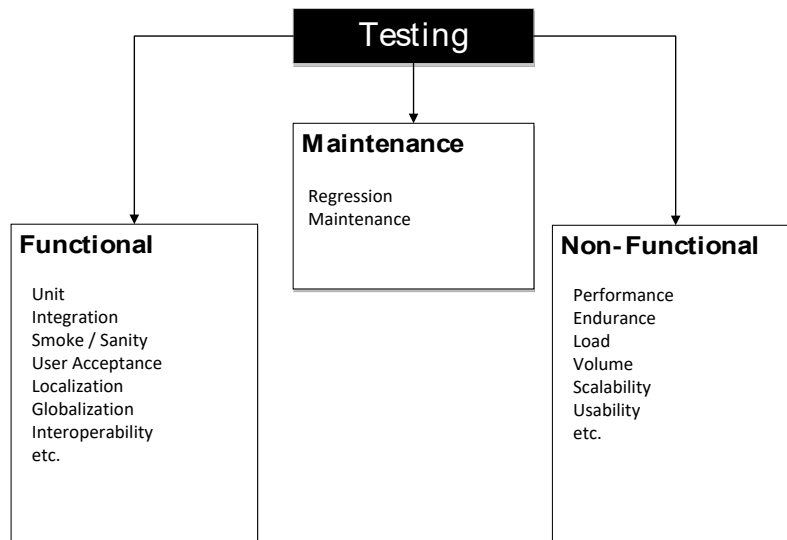 Testing
Maintenance
Regression
Maintenance
Functional
Unit
Integration
Smoke / Sanity
User Acceptance
Localization
Globalization
Interoperability
etc.
Non-Functional
Performance
Endurance
Load
Volume
Scalability
Usability
etc.